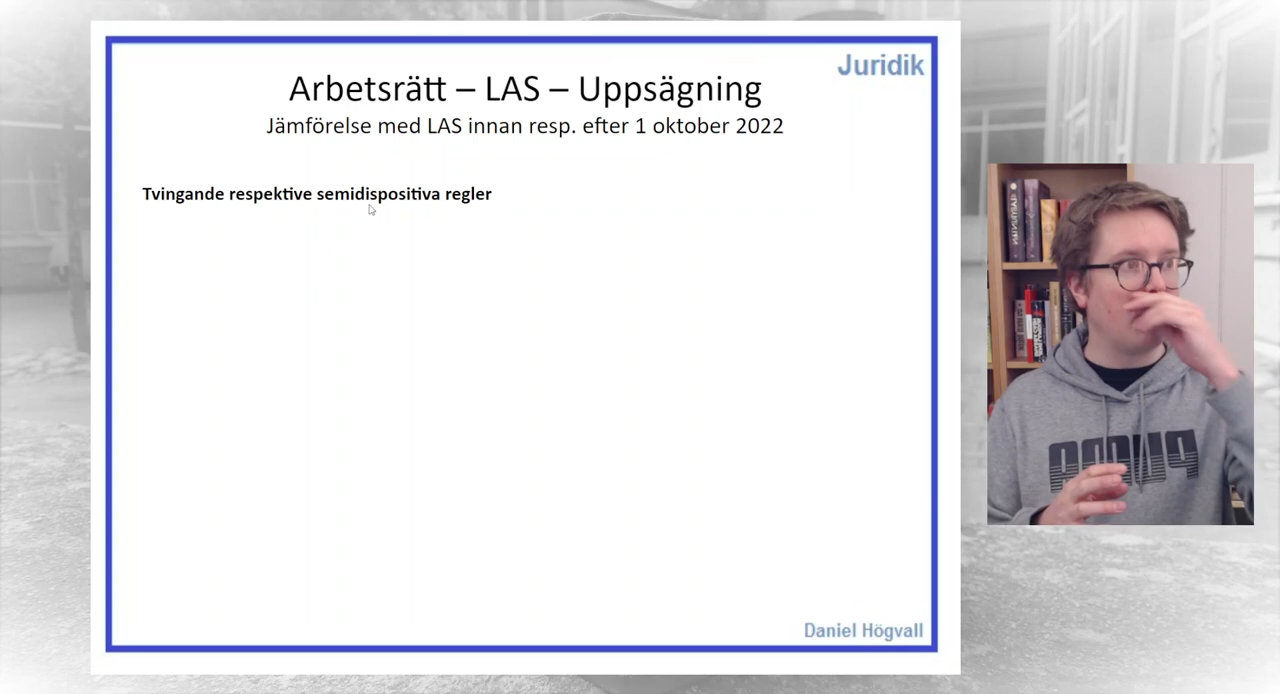 Juridik
Arbetsrätt – LAS – Uppsägning
Jämförelse med LAS innan resp. efter 1 oktober 2022
Tvingande respektive semidispositiva regler
Daniel Högvall